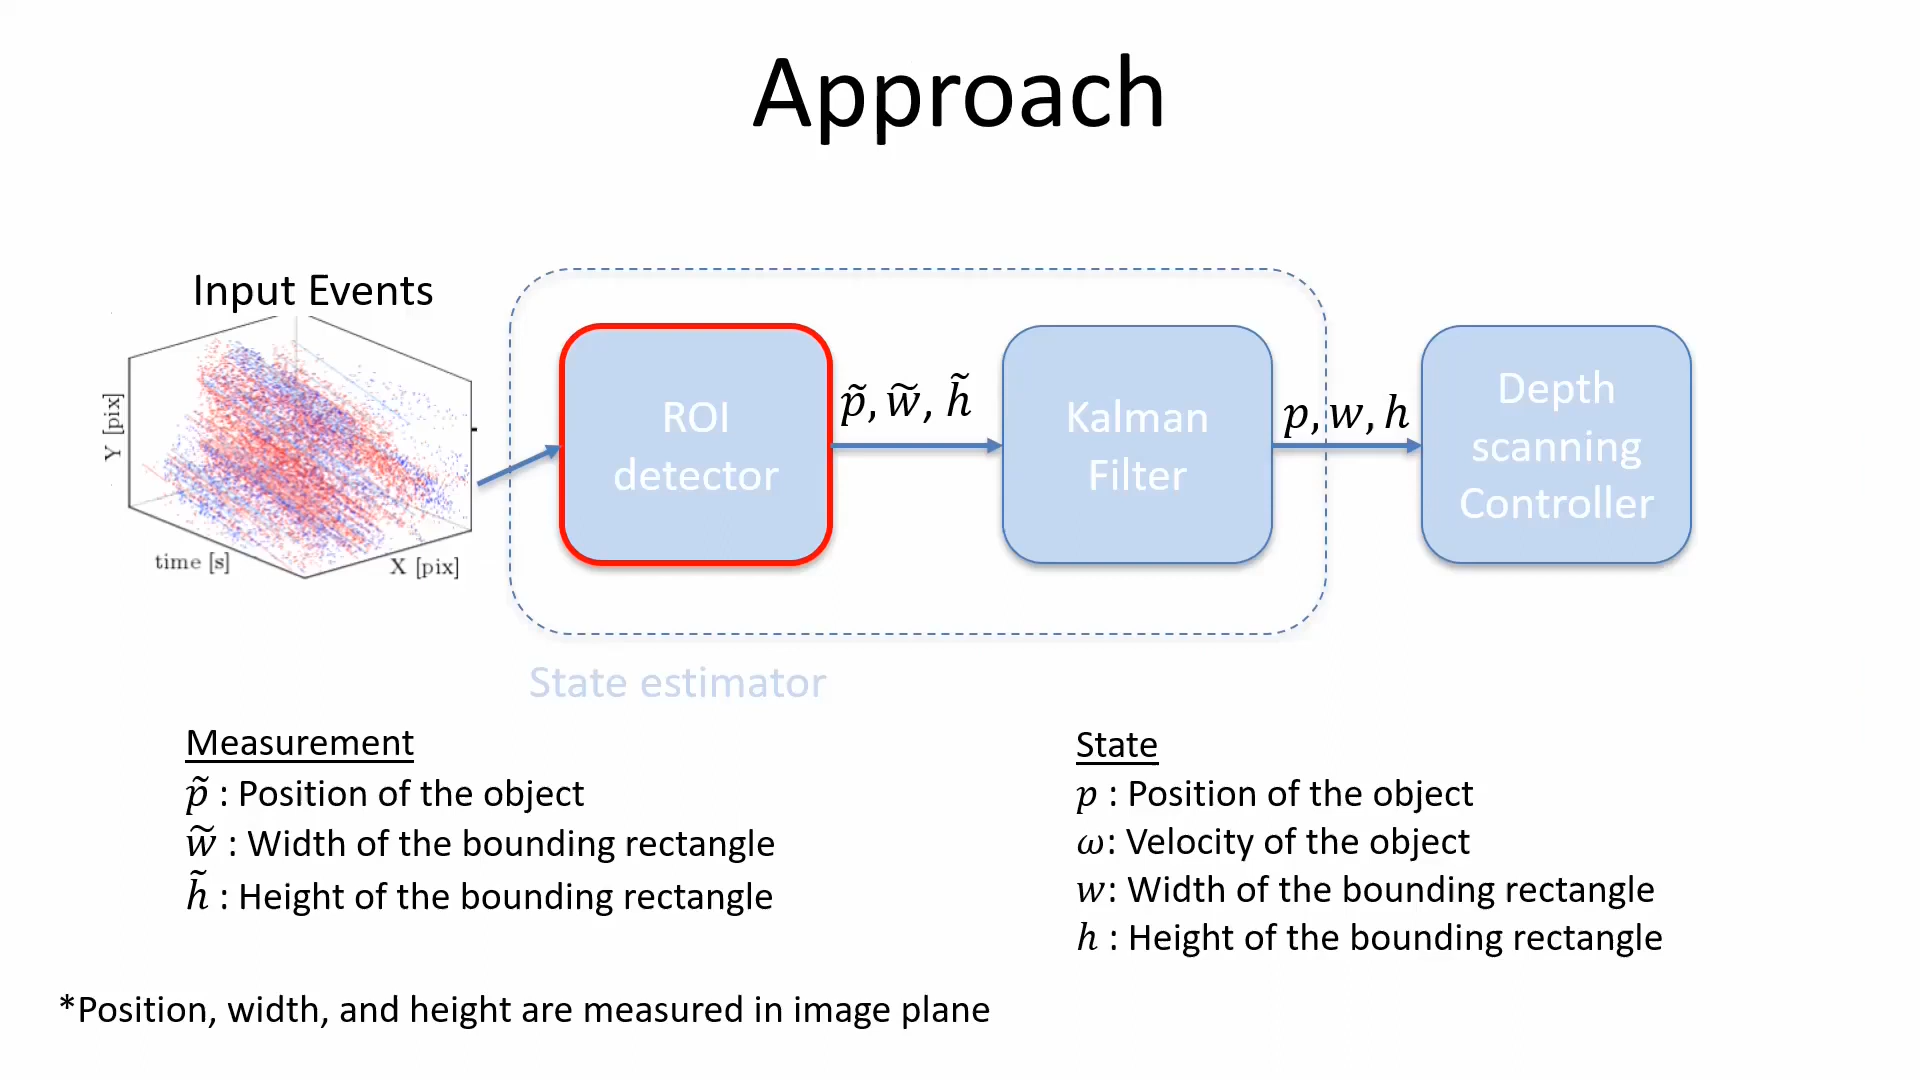 Approach
Input Events
Y [pix]
time [s]
X [pix]
ROI
detector
p̃, w̃, h̃
Kalman
Filter
p, w, h
Depth
scanning
Controller
State estimator
Measurement
p̃ : Position of the object
w̃ : Width of the bounding rectangle
h̃ : Height of the bounding rectangle
State
p : Position of the object
ω: Velocity of the object
w: Width of the bounding rectangle
h : Height of the bounding rectangle
*Position, width, and height are measured in image plane